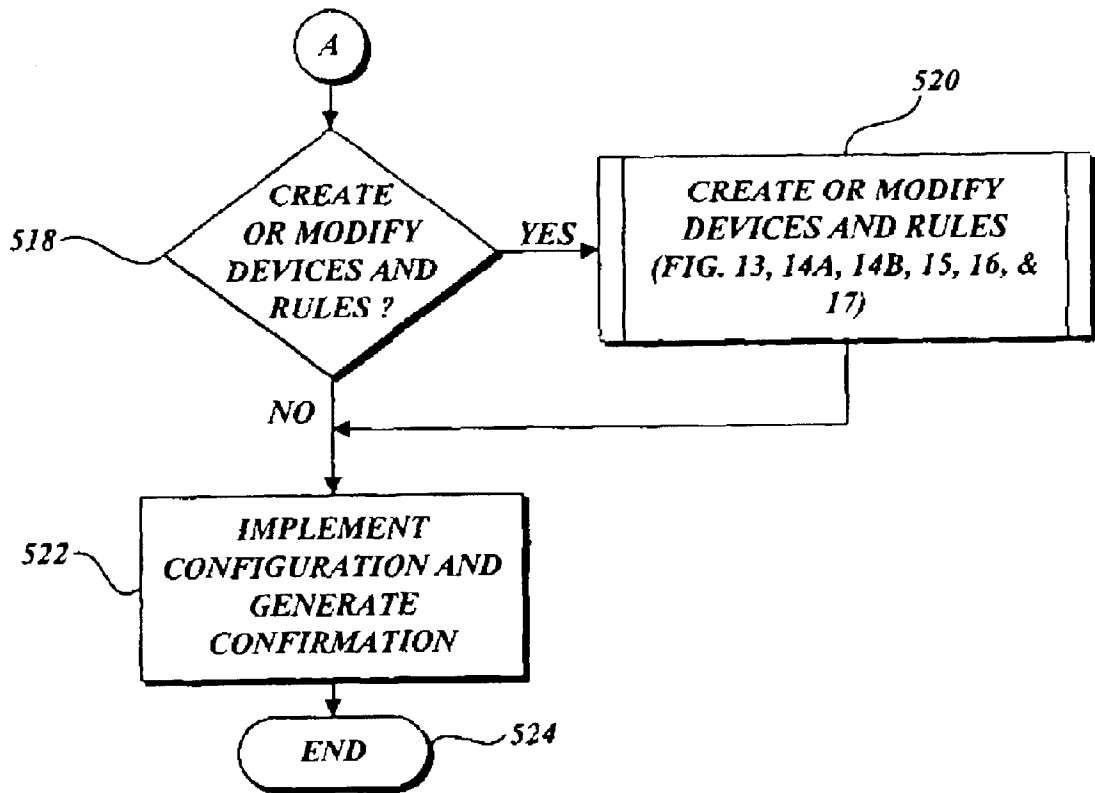 A
520
CREATE
OR MODIFY
DEVICES AND
RULES ?
518
YES
CREATE OR MODIFY
DEVICES AND RULES
(FIG. 13, 14A, 14B, 15, 16, &
17)
NO
522
IMPLEMENT
CONFIGURATION AND
GENERATE
CONFIRMATION
END
524